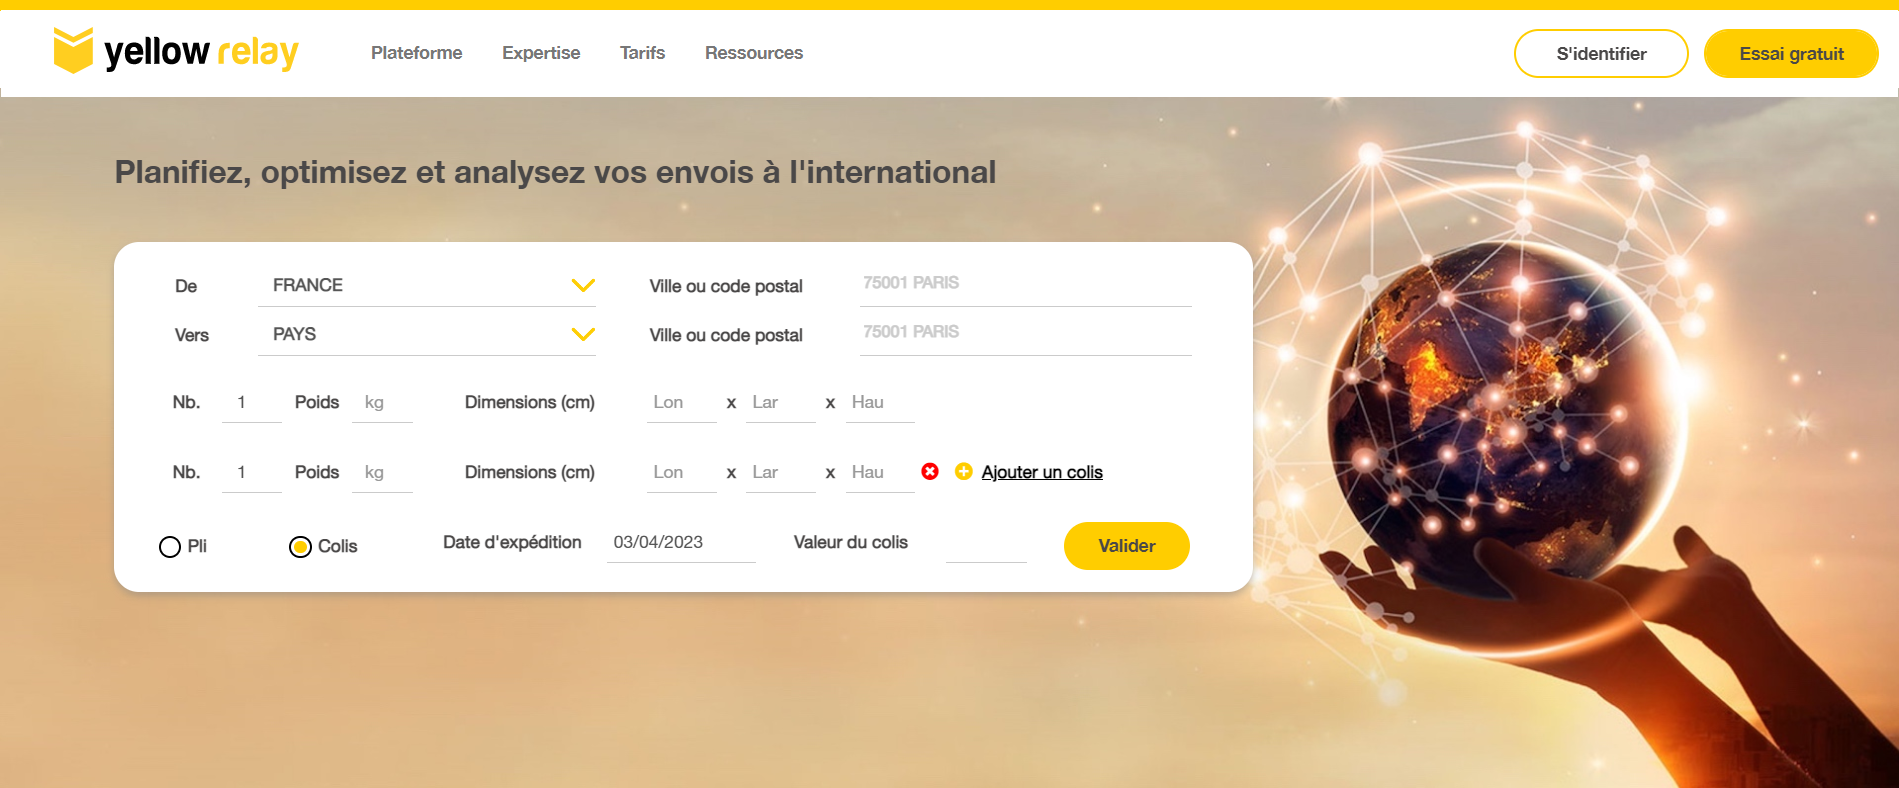 yellow relay Plateforme Expertise Tarifs Ressources S'identifier Essai gratuit
Planifiez, optimisez et analysez vos envois à l'international
De FRANCE Ville ou code postal 75001 PARIS
Vers PAYS Ville ou code postal 75001 PARIS
Nb. 1 Poids kg Dimensions (cm) Lon x Lar x Hau
Nb. 1 Poids kg Dimensions (cm) Lon x Lar x Hau Ajouter un colis
Pli Colis Date d'expédition 03/04/2023 Valeur du colis Valider